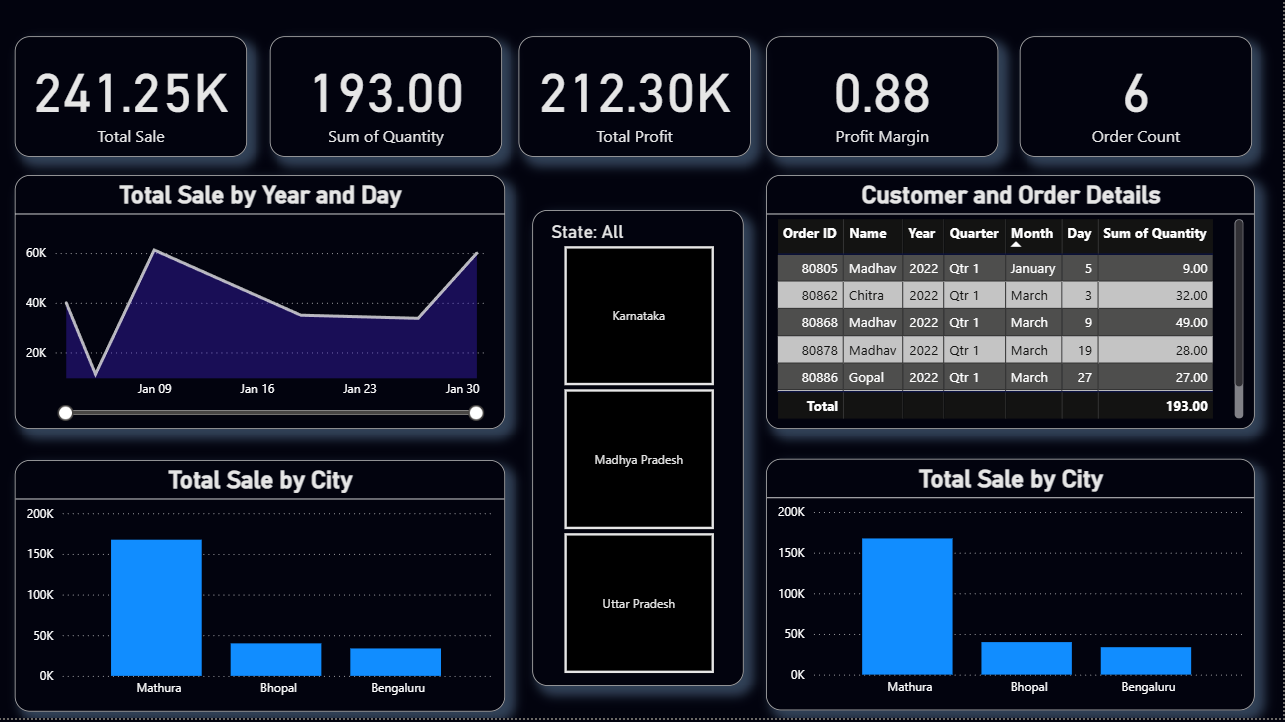 241.25K
Total Sale
193.00
Sum of Quantity
212.30K
Total Profit
0.88
Profit Margin
6
Order Count
Total Sale by Year and Day
60K
40K
20K
Jan 09 Jan 16 Jan 23 Jan 30
State: All
Karnataka
Madhya Pradesh
Uttar Pradesh
Customer and Order Details
Order ID Name Year Quarter Month Day Sum of Quantity
80805 Madhav 2022 Qtr 1 January 5 9.00
80862 Chitra 2022 Qtr 1 March 3 32.00
80868 Madhav 2022 Qtr 1 March 9 49.00
80878 Madhav 2022 Qtr 1 March 19 28.00
80886 Gopal 2022 Qtr 1 March 27 27.00
Total 193.00
Total Sale by City
200K
150K
100K
50K
0K
Mathura Bhopal Bengaluru
Total Sale by City
200K
150K
100K
50K
0K
Mathura Bhopal Bengaluru